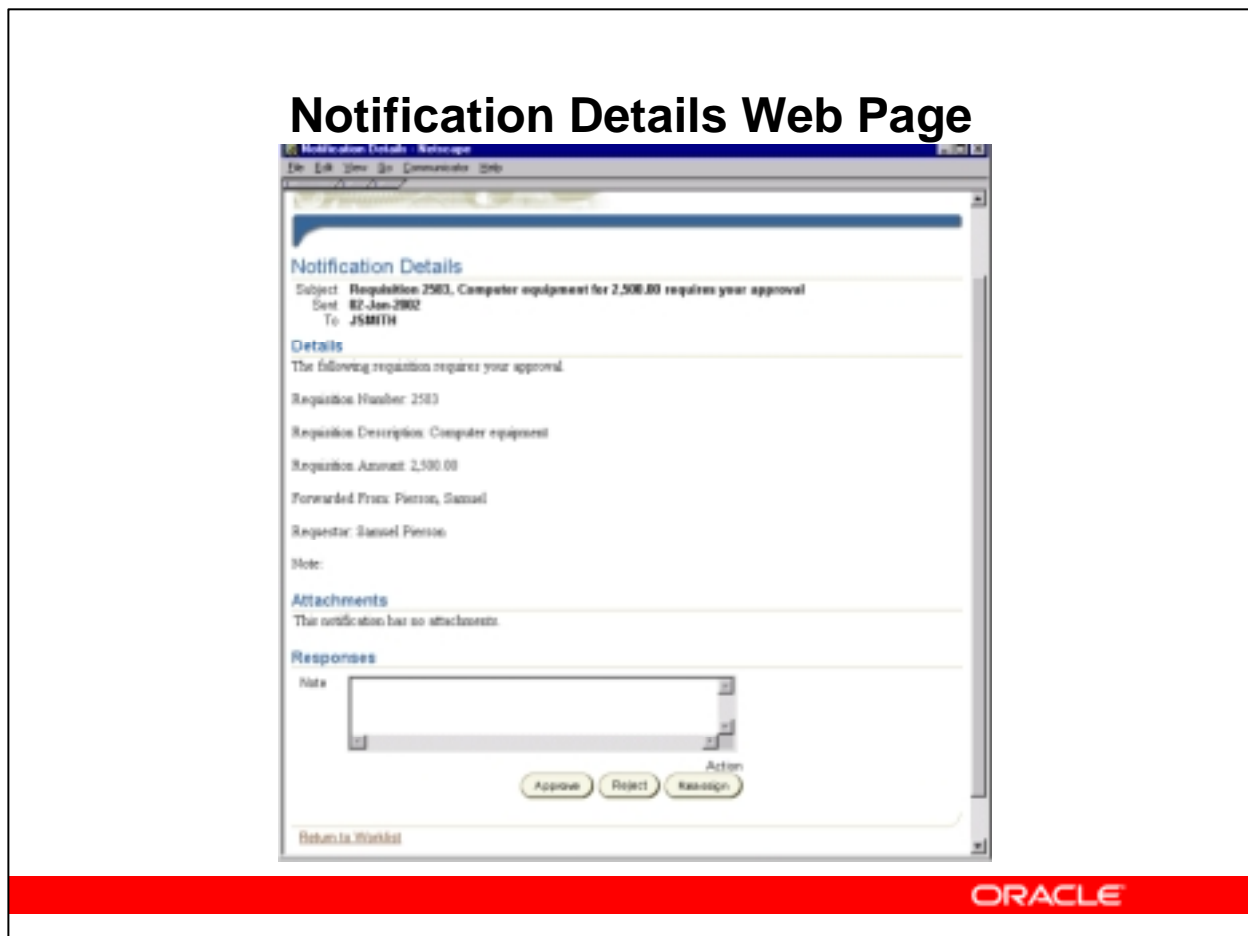 Notification Details Web Page
Notification Details - Netscape
File Edit View Go Communicator Help
Notification Details
Subject Requisition 2503, Computer equipment for 2,500.00 requires your approval
Sent 02-Jan-2002
To JSMITH
Details
The following requisition requires your approval.
Requisition Number: 2503
Requisition Description: Computer equipment
Requisition Amount: 2,500.00
Forwarded From: Pierson, Samuel
Requestor: Samuel Pierson
Note:
Attachments
This notification has no attachments.
Responses
Note
Action
Approve Reject Reassign
Return to Worklist
ORACLE